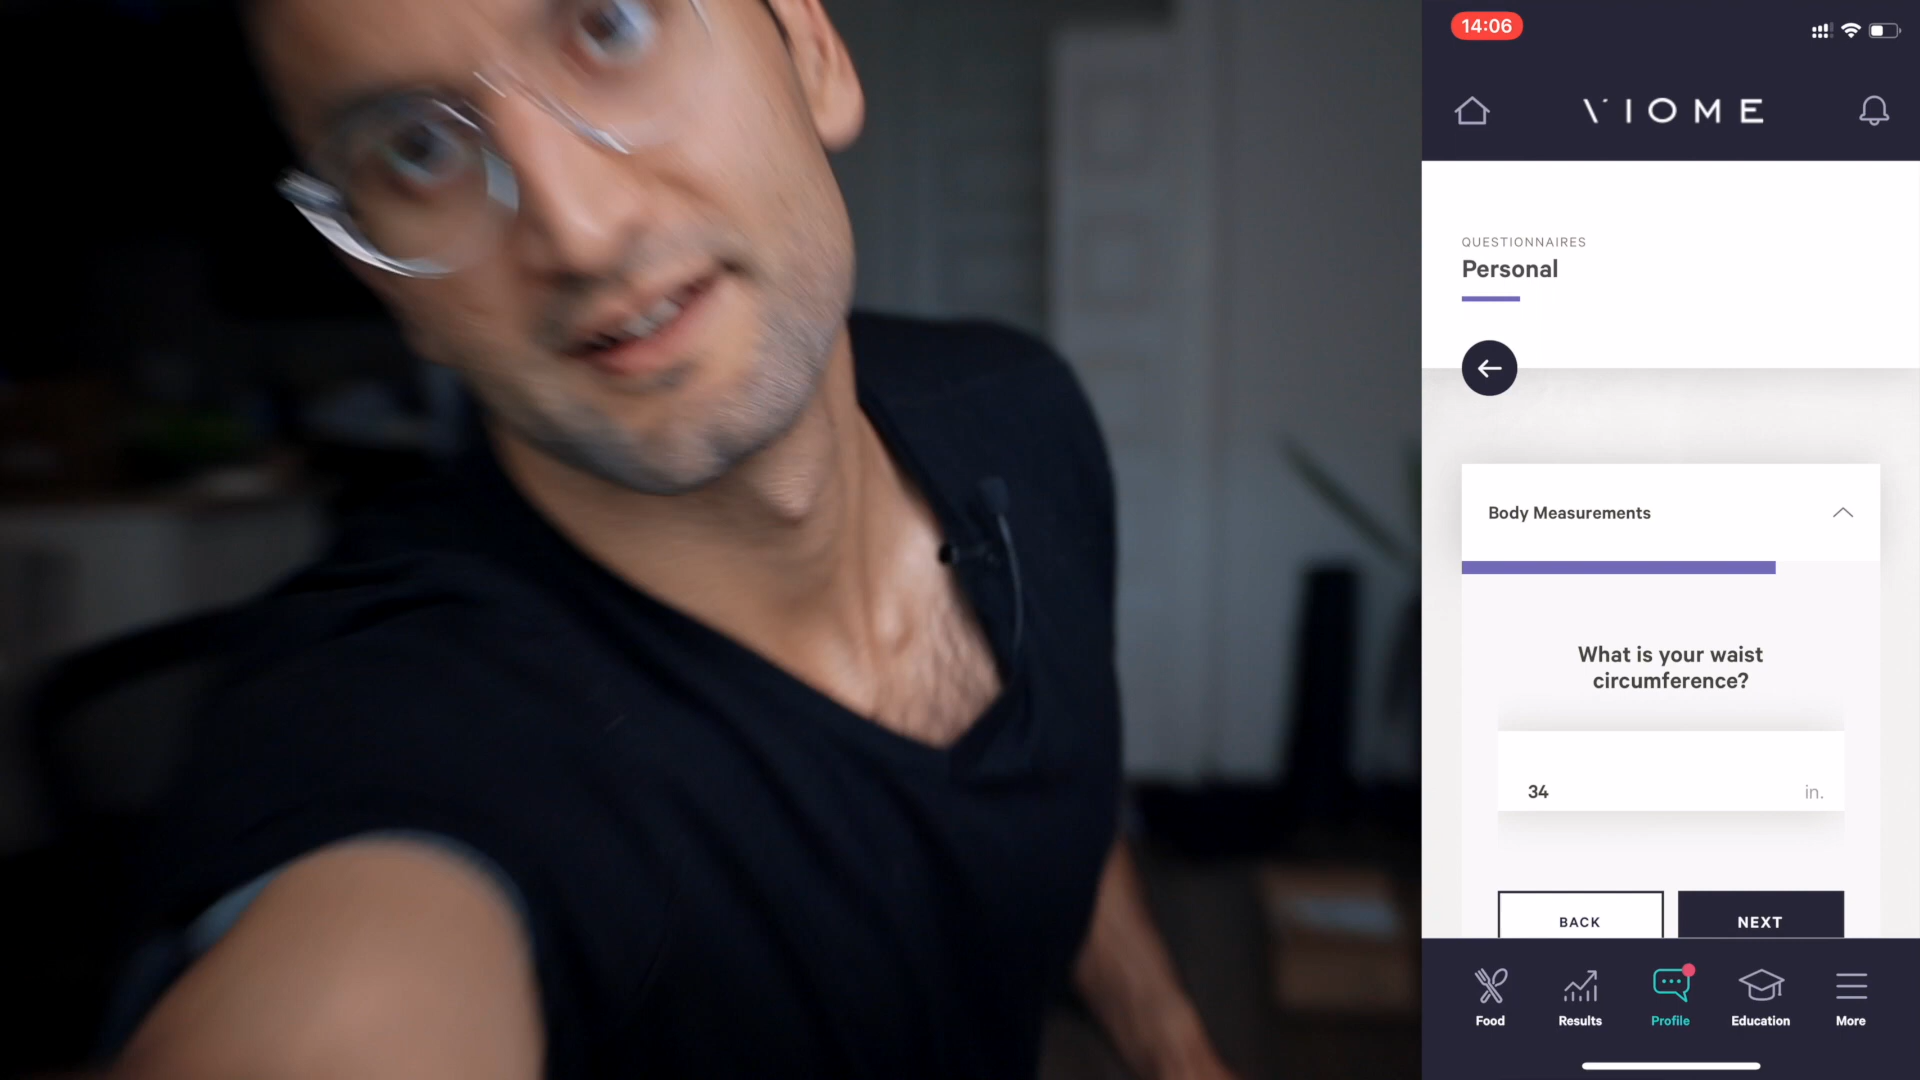 14:06
VIOME
QUESTIONNAIRES
Personal
Body Measurements
What is your waist
circumference?
34 in.
BACK NEXT
Food Results Profile Education More